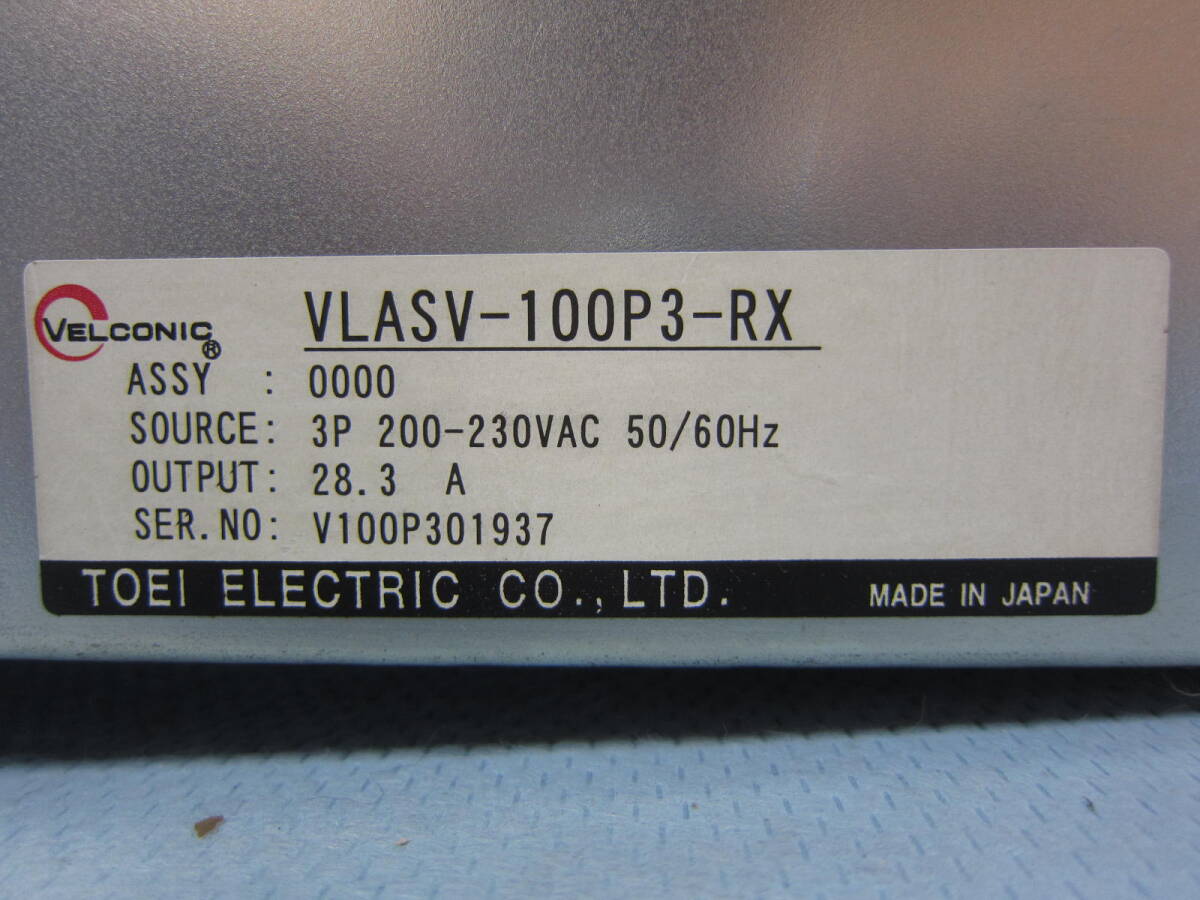 VELCONIC®
VLASV-100P3-RX
ASSY : 0000
SOURCE: 3P 200-230VAC 50/60Hz
OUTPUT: 28.3 A
SER.NO: V100P301937
TOEI ELECTRIC CO.,LTD. MADE IN JAPAN